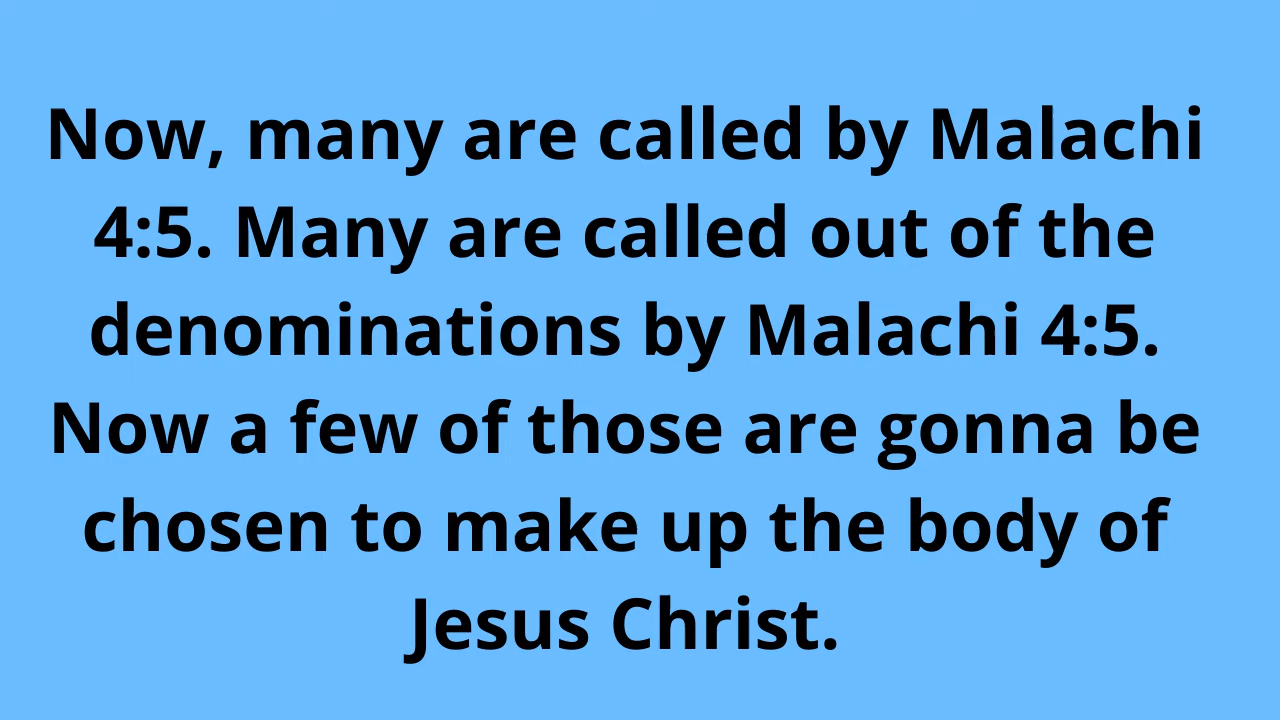 Now, many are called by Malachi
4:5. Many are called out of the
denominations by Malachi 4:5.
Now a few of those are gonna be
chosen to make up the body of
Jesus Christ.